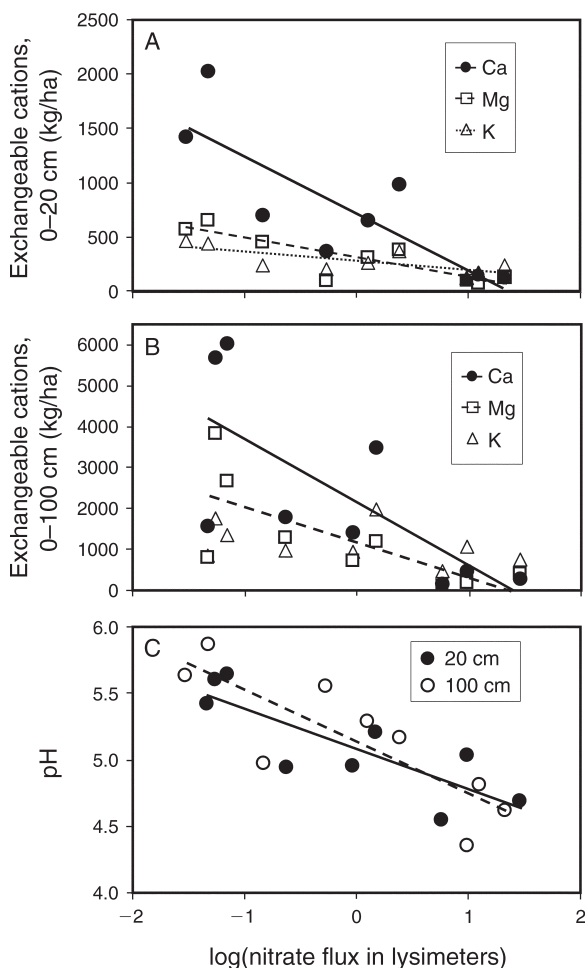 A
Exchangeable cations,
0–20 cm (kg/ha)
2500
2000
1500
1000
500
0
Ca
Mg
K
B
Exchangeable cations,
0–100 cm (kg/ha)
6000
5000
4000
3000
2000
1000
0
Ca
Mg
K
C
pH
6.0
5.5
5.0
4.5
4.0
20 cm
100 cm
−2
−1
0
1
2
log(nitrate flux in lysimeters)